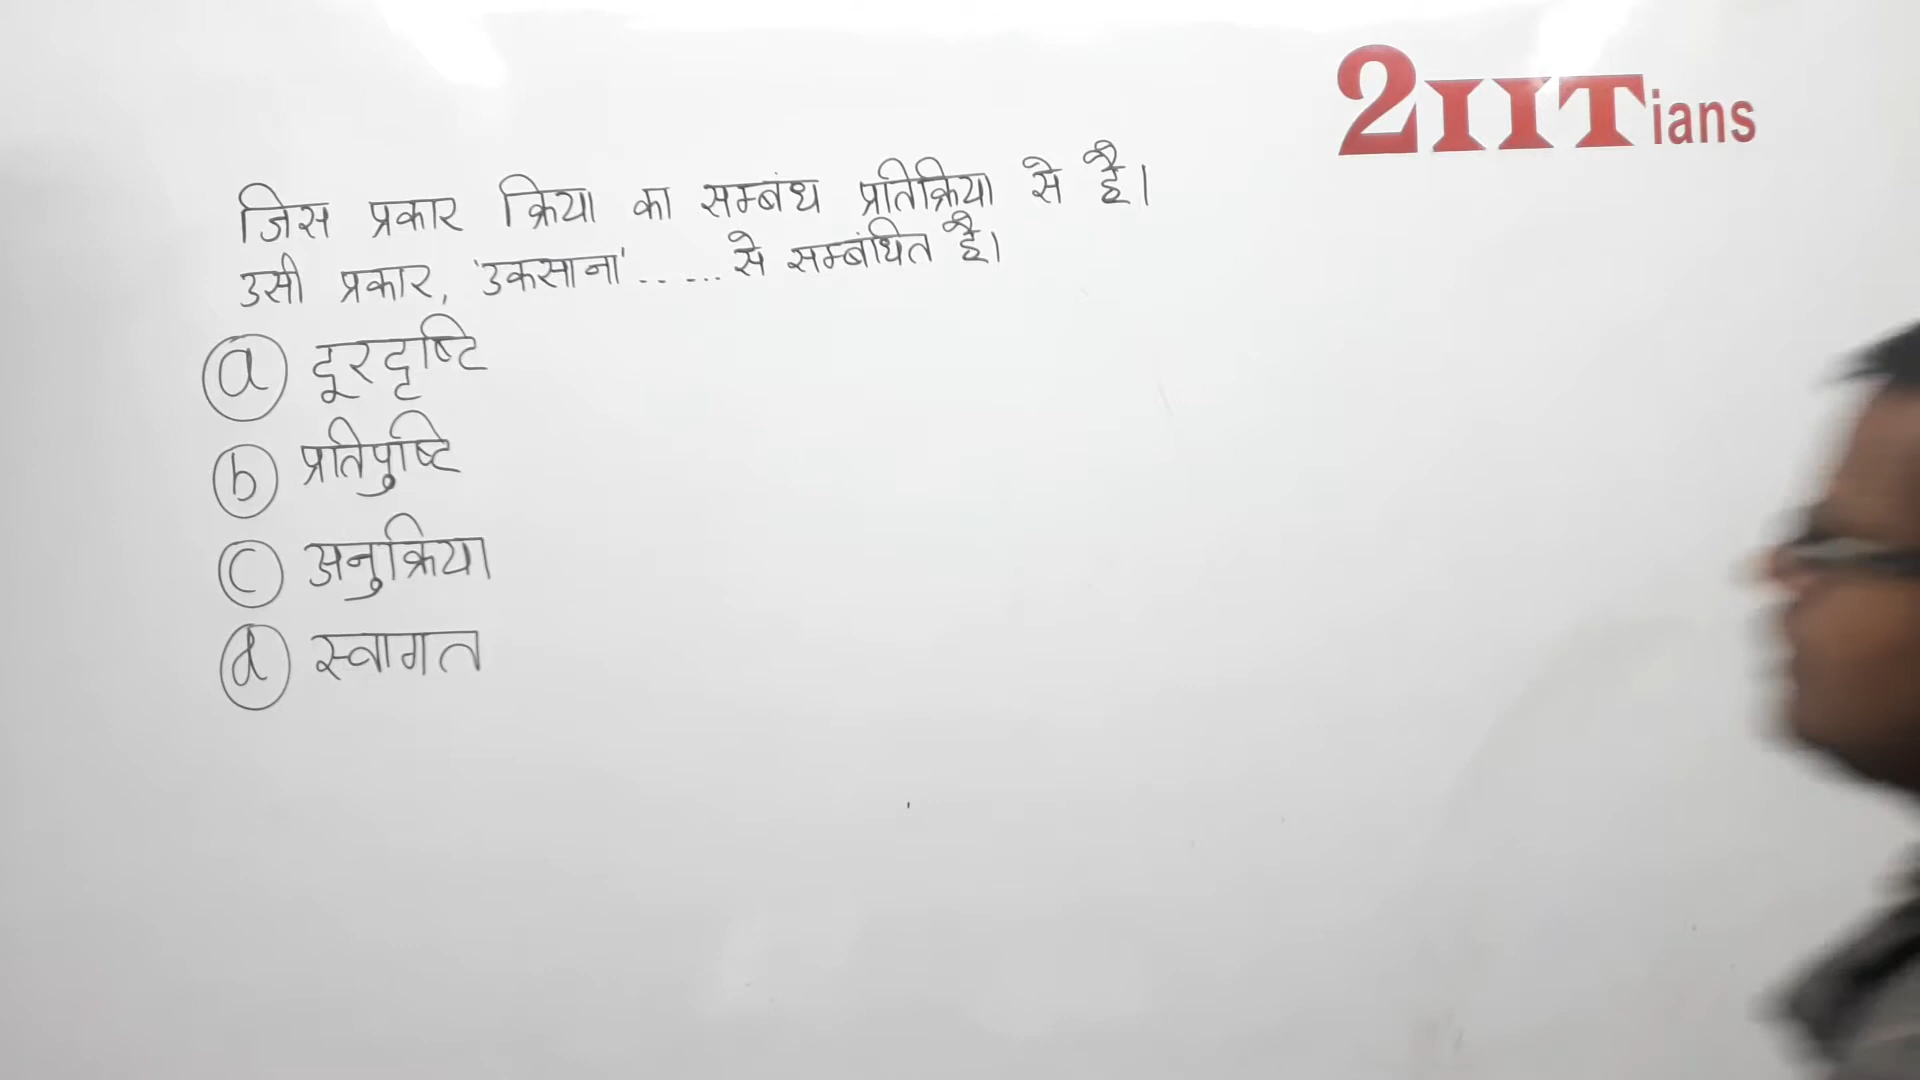 2IITians
जिस प्रकार क्रिया का सम्बंध प्रतिक्रिया से है।
उसी प्रकार, 'उकसाना' ...... से सम्बंधित है।
a दूरदृष्टि
b प्रतिपुष्टि
c अनुक्रिया
d स्वागत